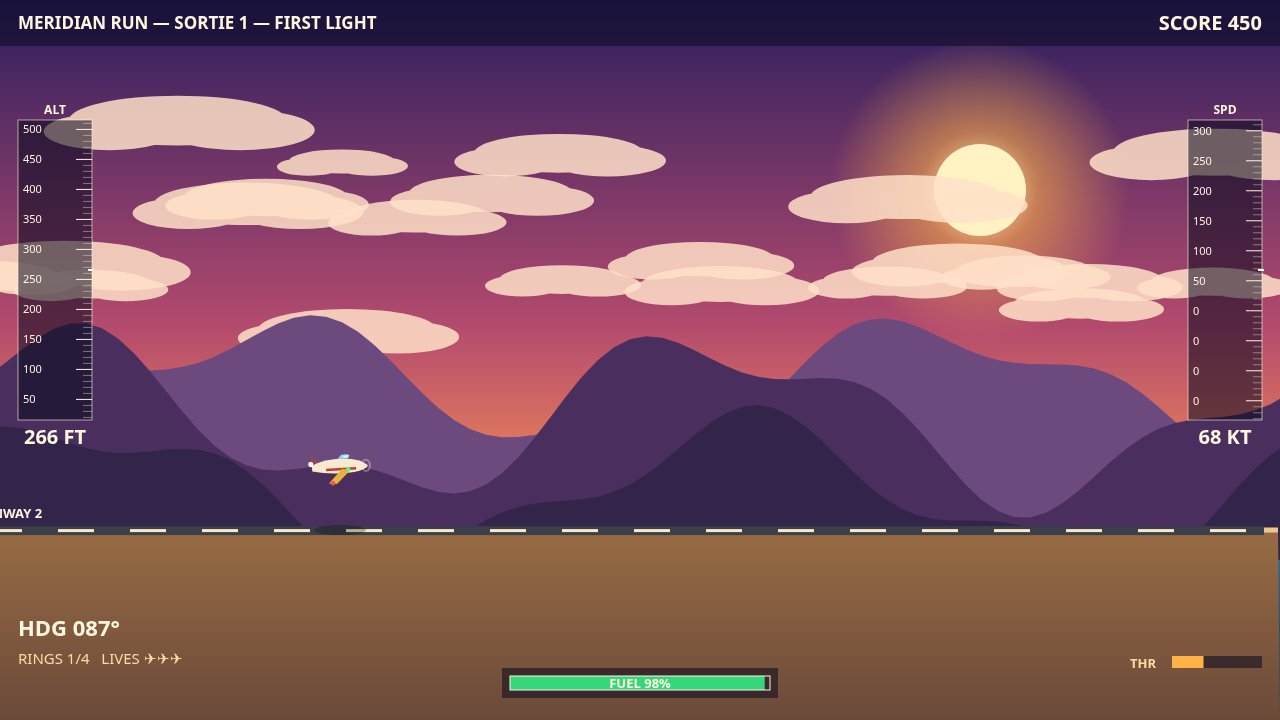 MERIDIAN RUN — SORTIE 1 — FIRST LIGHT
SCORE 450
ALT
500
450
400
350
300
250
200
150
100
50
266 FT
SPD
300
250
200
150
100
50
0
0
0
0
68 KT
NWAY 2
HDG 087°
RINGS 1/4 LIVES ✈✈✈
FUEL 98%
THR